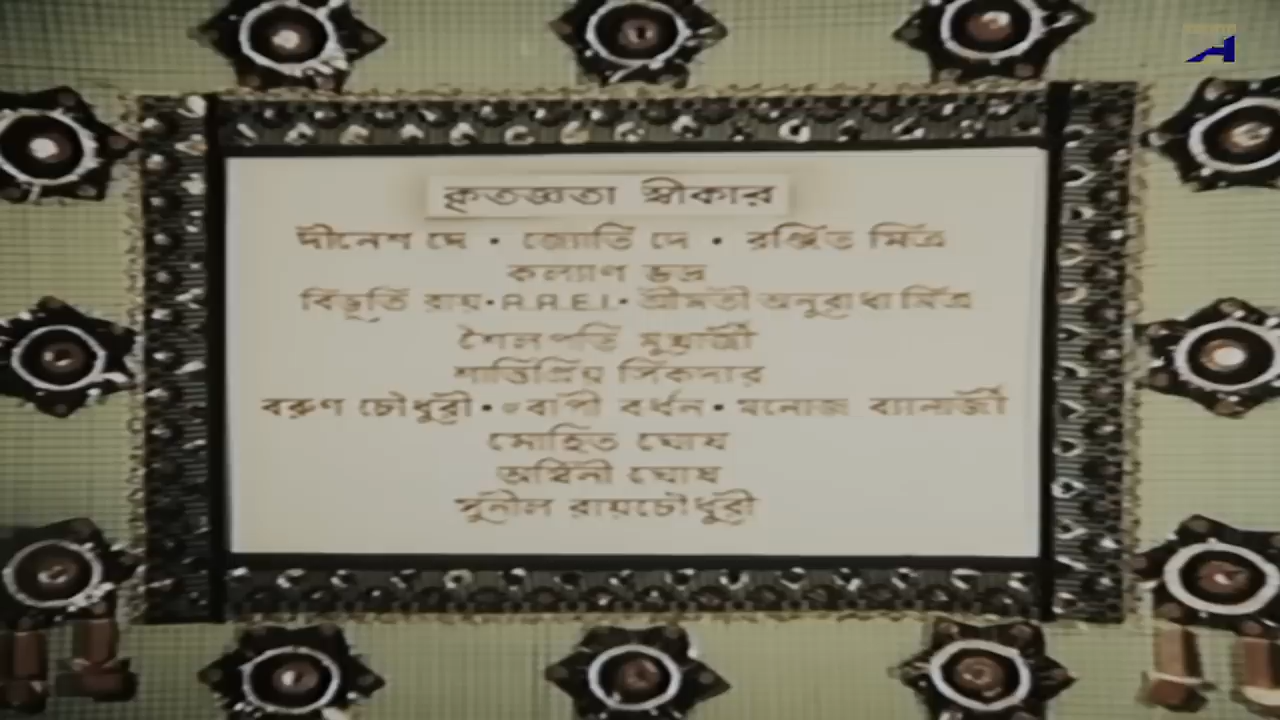 কৃতজ্ঞতা স্বীকার
দীনেশ দে • জ্যোতি দে • রঞ্জিত মিত্র
কল্যাণ ভদ্র
বিভূতি রায় • A.A.E.I. • শ্রীমতী অনুরাধা মিত্র
শৈলপতি মুখার্জী
শান্তিপ্রিয় সিকদার
বরুণ চৌধুরী • ৺বাপী বর্ধন • মনোজ ব্যানার্জী
মোহিত ঘোষ
অশ্বিনী ঘোষ
সুনীল রায়চৌধুরী